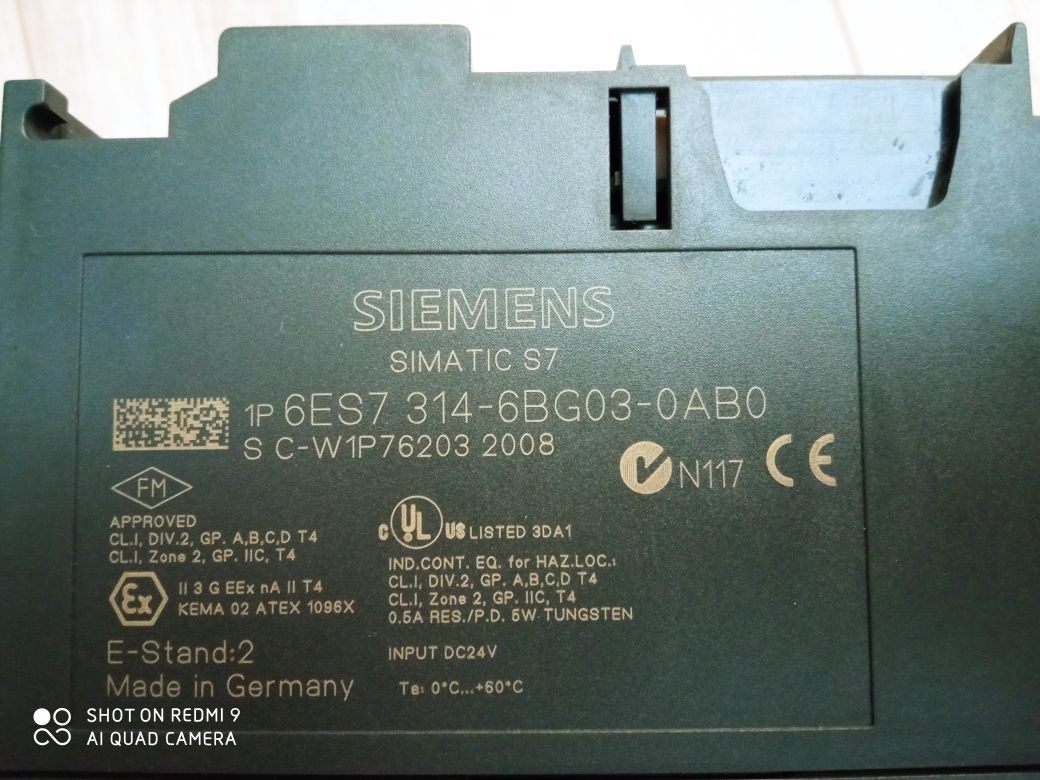 SIEMENS
SIMATIC S7
1P 6ES7 314-6BG03-0AB0
S C-W1P76203 2008
N117 CE
FM
APPROVED
CL.I, DIV.2, GP. A,B,C,D T4
CL.I, Zone 2, GP. IIC, T4
Ex II 3 G EEx nA II T4
KEMA 02 ATEX 1096X
E-Stand:2
Made in Germany
C UL US LISTED 3DA1
IND.CONT. EQ. for HAZ.LOC.:
CL.I, DIV.2, GP. A,B,C,D T4
CL.I, Zone 2, GP. IIC, T4
0.5A RES./P.D. 5W TUNGSTEN
INPUT DC24V
Ta: 0°C...+60°C
SHOT ON REDMI 9
AI QUAD CAMERA